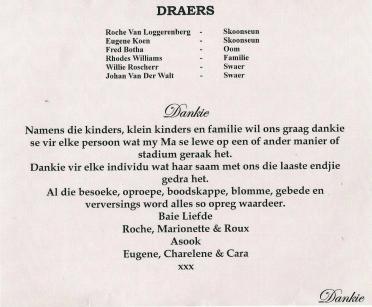 DRAERS
Roche Van Loggerenberg - Skoonseun
Eugene Koen - Skoonseun
Fred Botha - Oom
Rhodes Williams - Familie
Willie Roscherr - Swaer
Johan Van Der Walt - Swaer
Dankie
Namens die kinders, klein kinders en familie wil ons graag dankie
se vir elke persoon wat my Ma se lewe op een of ander manier of
stadium geraak het.
Dankie vir elke individu wat haar saam met ons die laaste endjie
gedra het.
Al die besoeke, oproepe, boodskappe, blomme, gebede en
verversings word alles so opreg waardeer.
Baie Liefde
Roche, Marionette & Roux
Asook
Eugene, Charelene & Cara
xxx
Dankie